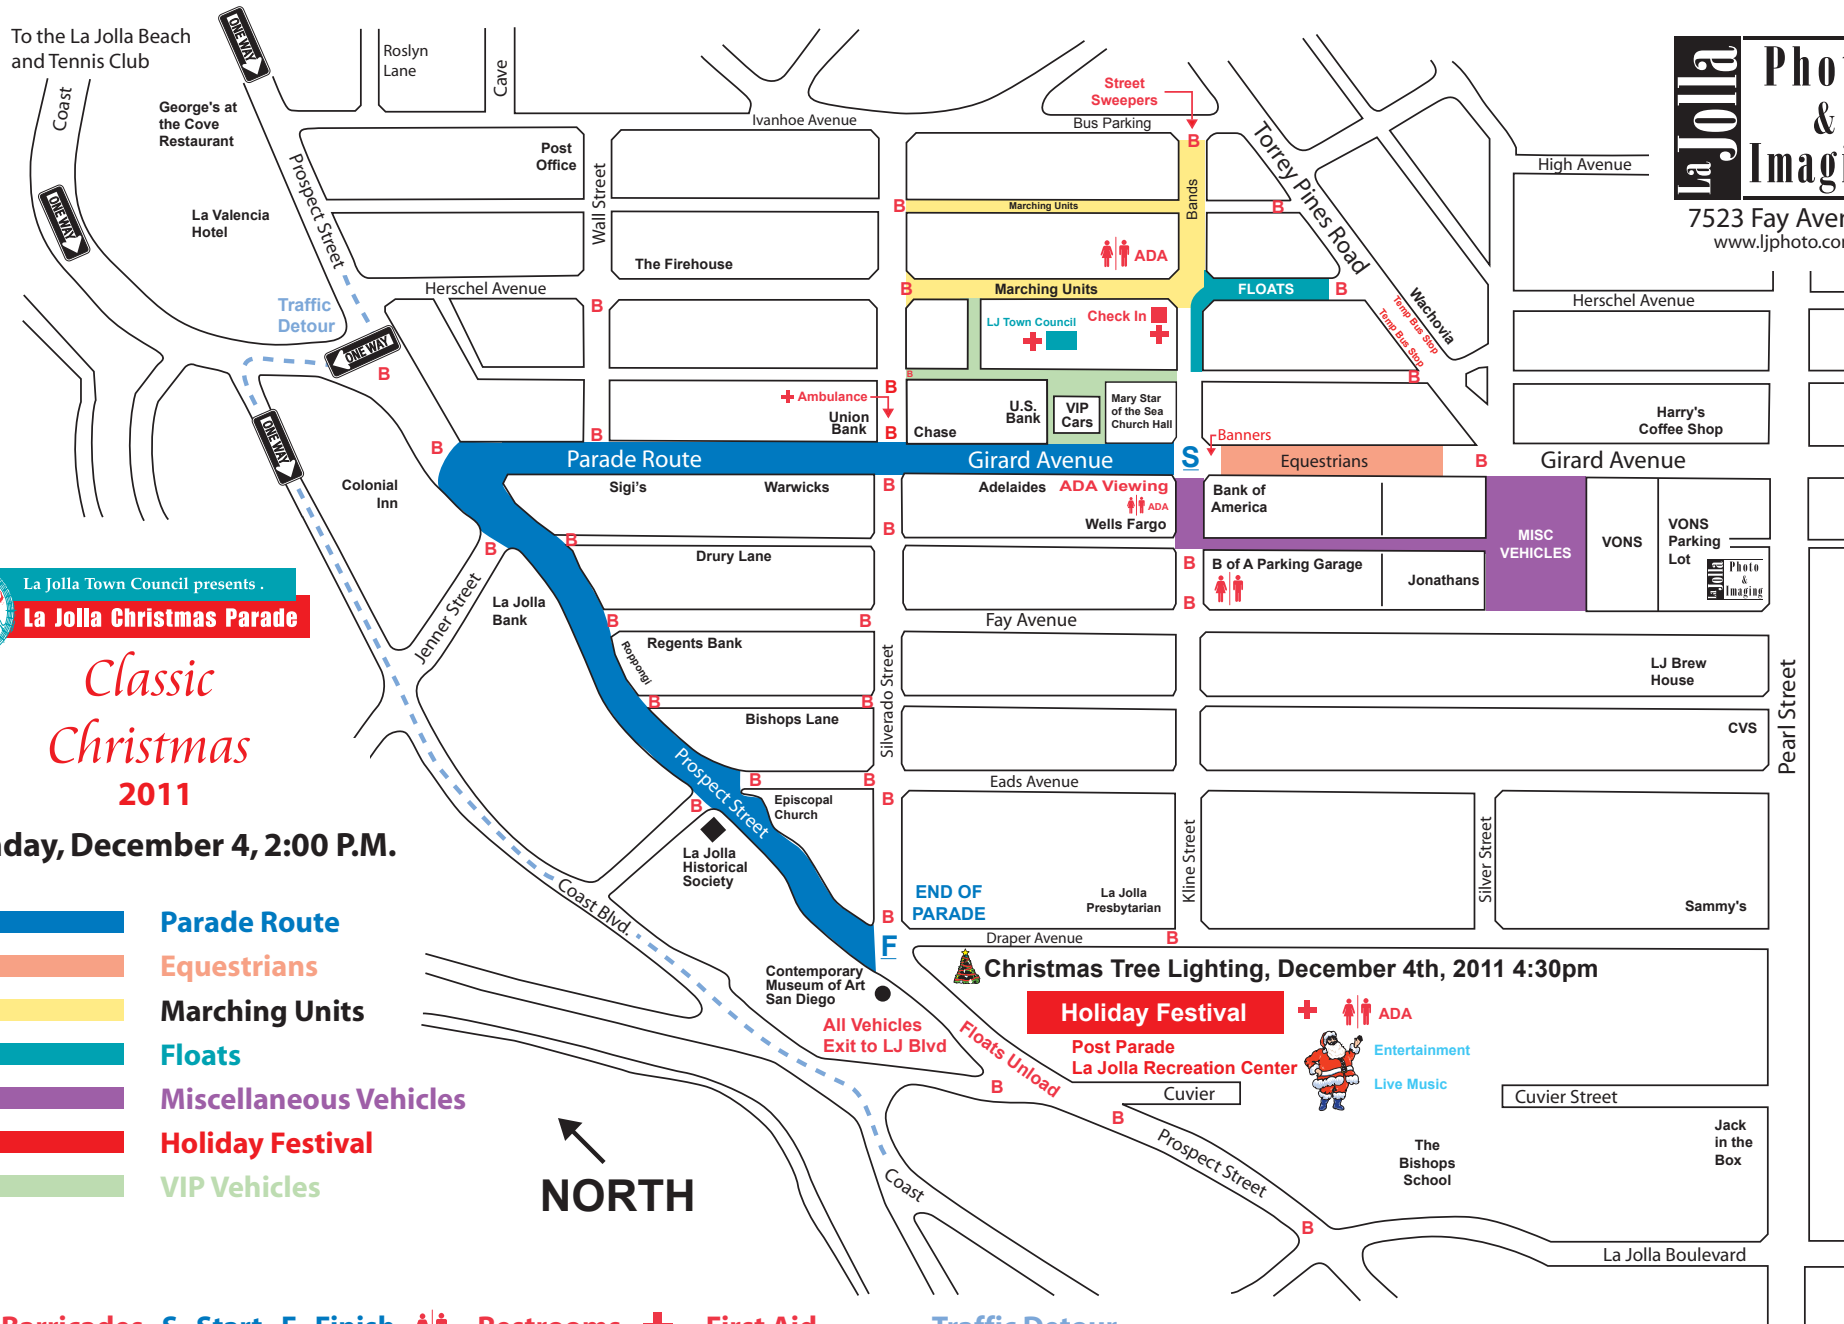 To the La Jolla Beach
and Tennis Club
ONE WAY
Roslyn
Lane
Cave
Coast
George's at
the Cove
Restaurant
Prospect Street
Post
Office
Wall Street
Ivanhoe Avenue
Street
Sweepers
Bus Parking
B
Bands
Torrey Pines Road
High Avenue
La Jolla
&
7523 Fay
ONE WAY
La Valencia
Hotel
The Firehouse
B
Marching Units
B
ADA
Traffic
Detour
Herschel Avenue
B
B
Marching Units
FLOATS
B
Herschel Avenue
Wachovia
Temp Bus Stop
Temp Bus Stop
LJ Town Council
Check In
ONE WAY
B
B
B
Ambulance
B
Union
Bank
B
Chase
U.S.
Bank
VIP
Cars
Mary Star
of the Sea
Church Hall
Harry's
Coffee Shop
ONE WAY
B
B
Parade Route
Girard Avenue
S
Banners
Equestrians
B
Girard Avenue
Colonial
Inn
Sigi's
Warwicks
B
Adelaides
ADA Viewing
ADA
Wells Fargo
Bank of
America
MISC
VEHICLES
VONS
VONS
Parking
Lot
La Jolla
Photo
&
Imaging
B
B
B
Drury Lane
B
B of A Parking Garage
Jonathans
B
La Jolla Town Council presents .
La Jolla Christmas Parade
Jenner Street
La Jolla
Bank
B
B
Fay Avenue
Classic
Christmas
2011
Roppongi
Regents Bank
Silverado Street
LJ Brew
House
Pearl Street
B
B
Bishops Lane
CVS
Prospect Street
B
B
Eads Avenue
B
B
Episcopal
Church
day, December 4, 2:00 P.M.
La Jolla
Historical
Society
Kline Street
Silver Street
Coast Blvd.
END OF
PARADE
La Jolla
Presbytarian
Sammy's
B
F
Draper Avenue
B
Parade Route
Equestrians
Marching Units
Floats
Miscellaneous Vehicles
Holiday Festival
VIP Vehicles
Contemporary
Museum of Art
San Diego
Christmas Tree Lighting, December 4th, 2011 4:30pm
Holiday Festival
ADA
All Vehicles
Exit to LJ Blvd
Floats Unload
Post Parade
La Jolla Recreation Center
Entertainment
Live Music
B
Cuvier
Cuvier Street
B
Prospect Street
The
Bishops
School
Jack
in the
Box
NORTH
Coast
B
La Jolla Boulevard
Barricades S Start F Finish Restrooms First Aid Traffic Detour